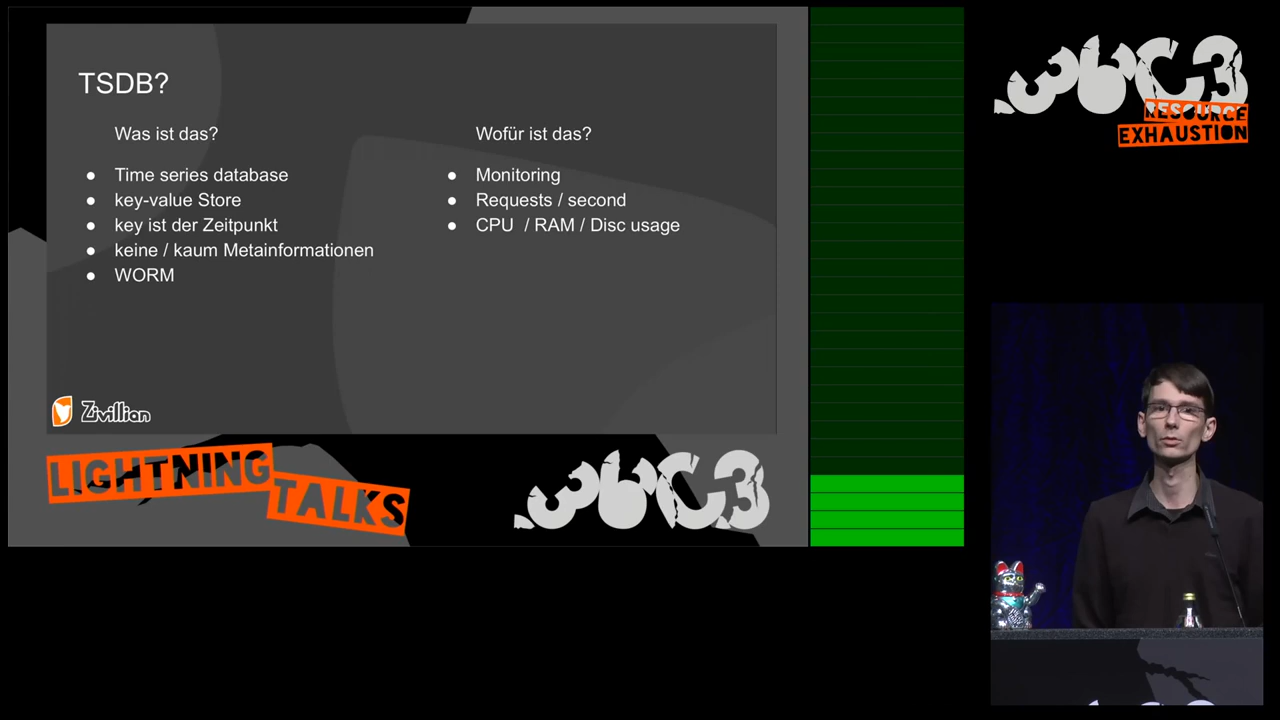 TSDB?
Was ist das?
Time series database
key-value Store
key ist der Zeitpunkt
keine / kaum Metainformationen
WORM
Wofür ist das?
Monitoring
Requests / second
CPU / RAM / Disc usage
Zivillian
LIGHTNING
TALKS
36C3
36C3
RESOURCE
EXHAUSTION